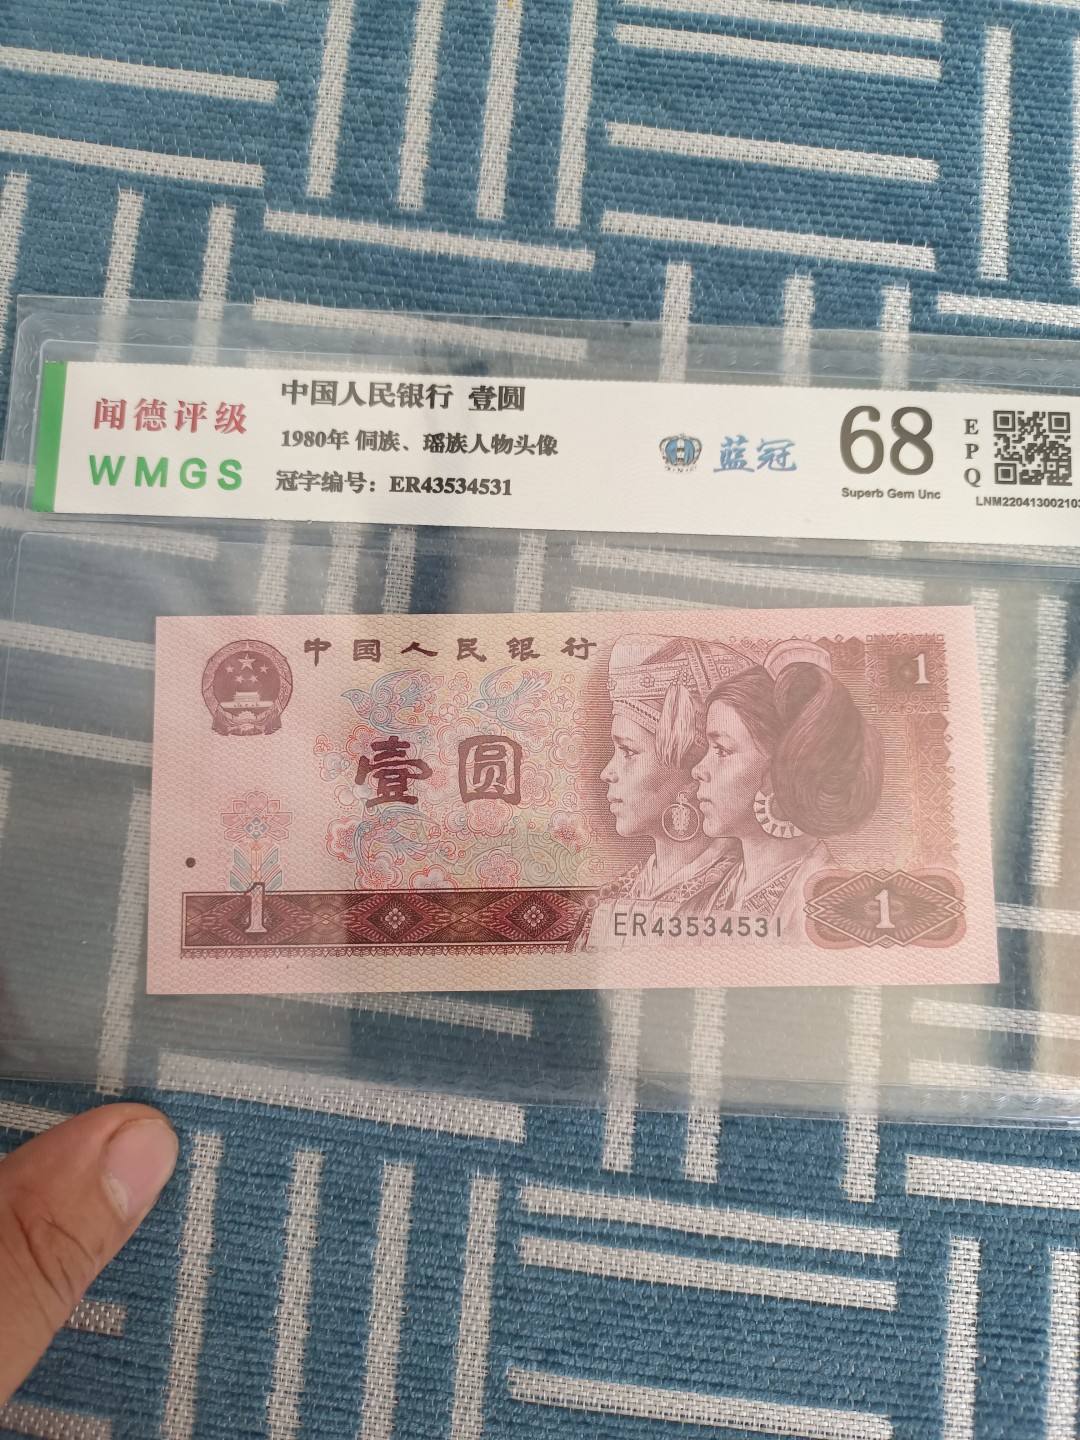 闻德评级
WMGS
中国人民银行 壹圆
1980年 侗族、瑶族人物头像
冠字编号：ER43534531
蓝冠
68
Superb Gem Unc
EPQ
LNM22041300210
中国人民银行
1
壹圆
1
ER43534531
1